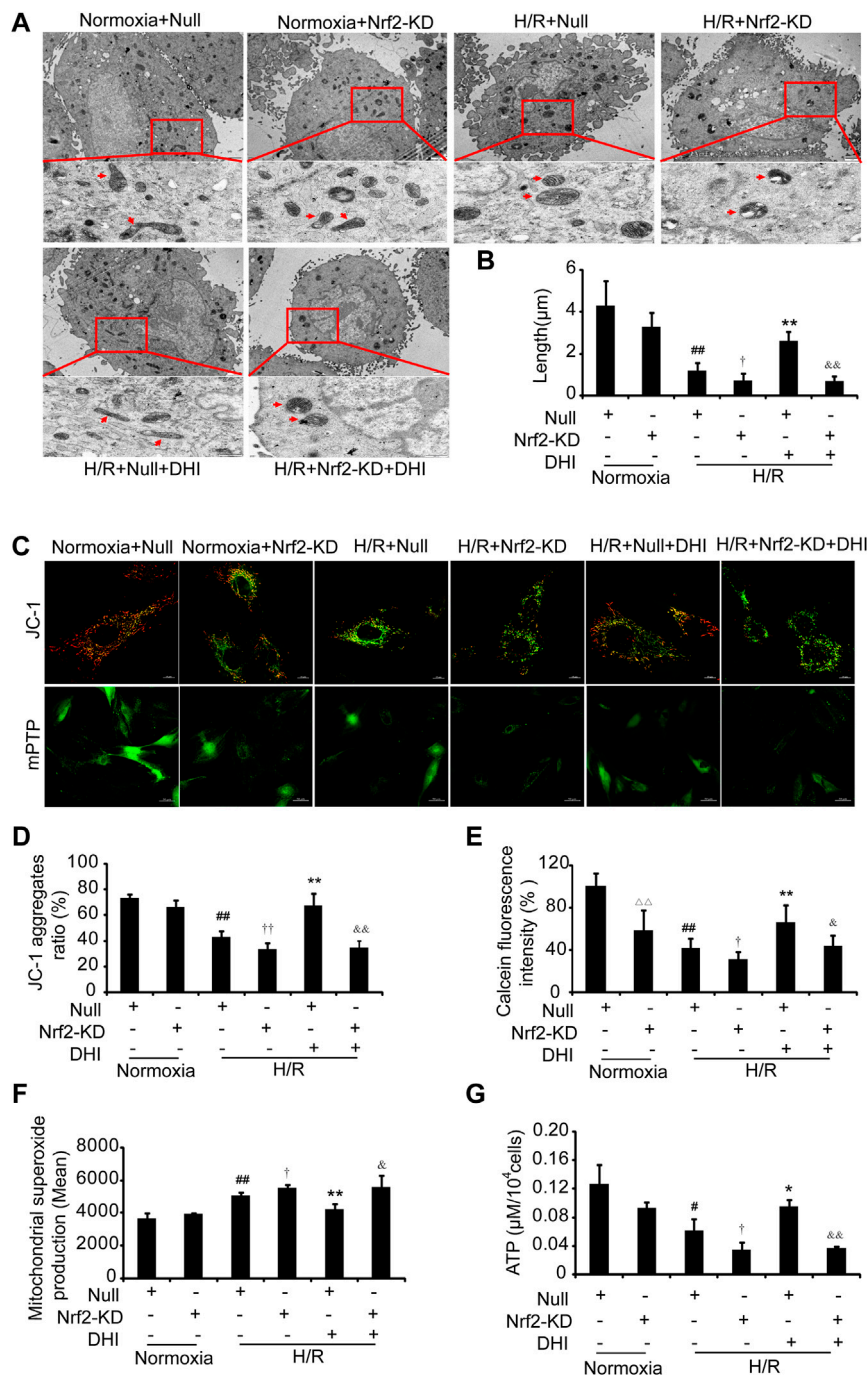 A
Normoxia+Null
Normoxia+Nrf2-KD
H/R+Null
H/R+Nrf2-KD
H/R+Null+DHI
H/R+Nrf2-KD+DHI
B
Length(μm)
6
4
2
0
## † ** &&
Null + - + - + -
Nrf2-KD - + - + - +
DHI - - - - + +
Normoxia H/R
C
Normoxia+Null
Normoxia+Nrf2-KD
H/R+Null
H/R+Nrf2-KD
H/R+Null+DHI
H/R+Nrf2-KD+DHI
JC-1
mPTP
D
JC-1 aggregates
ratio (%)
100
80
60
40
20
0
## †† ** &&
Null + - + - + -
Nrf2-KD - + - + - +
DHI - - - - + +
Normoxia H/R
E
Calcein fluorescence
intensity (% )
120
80
40
0
△△ ## † ** &
Null + - + - + -
Nrf2-KD - + - + - +
DHI - - - - + +
Normoxia H/R
F
Mitochondrial superoxide
production (Mean)
8000
6000
4000
2000
0
## † ** &
Null + - + - + -
Nrf2-KD - + - + - +
DHI - - - - + +
Normoxia H/R
G
ATP (μM/10⁴cells)
0.20
0.16
0.12
0.08
0.04
0
# † * &&
Null + - + - + -
Nrf2-KD - + - + - +
DHI - - - - + +
Normoxia H/R